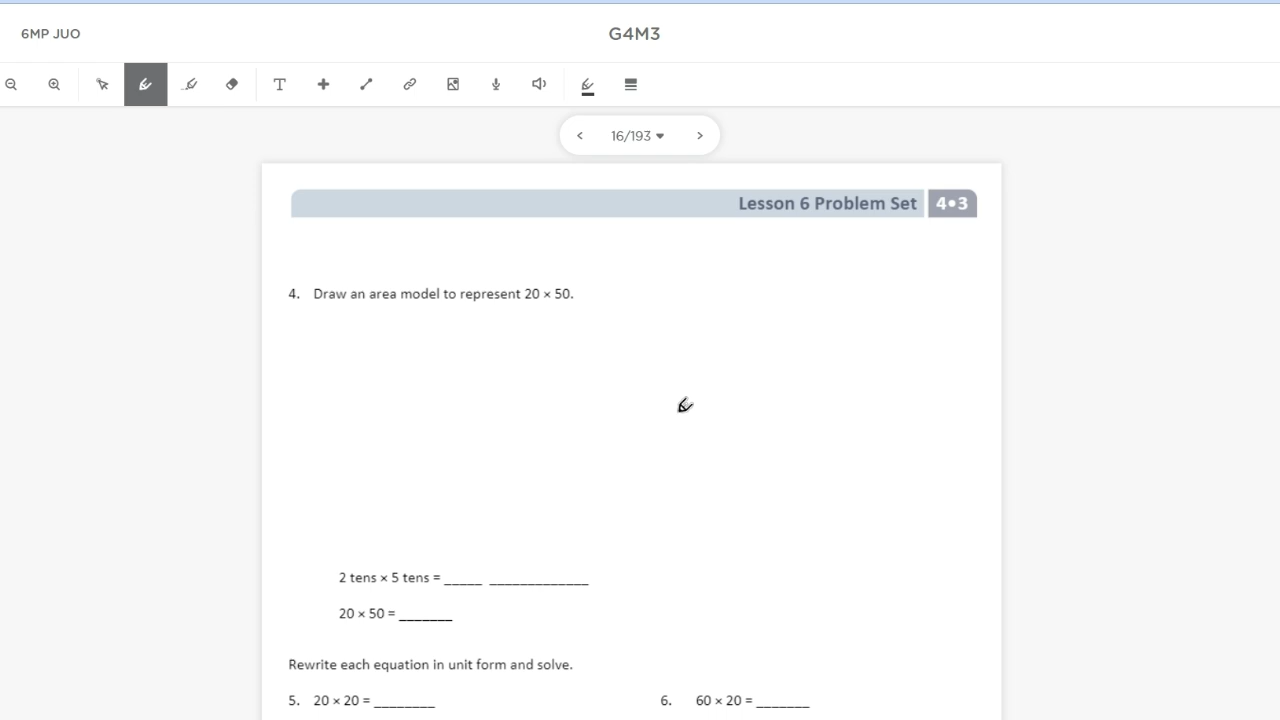 6MP JUO
G4M3
T
16/193
Lesson 6 Problem Set 4•3
4. Draw an area model to represent 20 × 50.
2 tens × 5 tens = _____ _____________
20 × 50 = _______
Rewrite each equation in unit form and solve.
5. 20 × 20 = ________ 6. 60 × 20 = _______